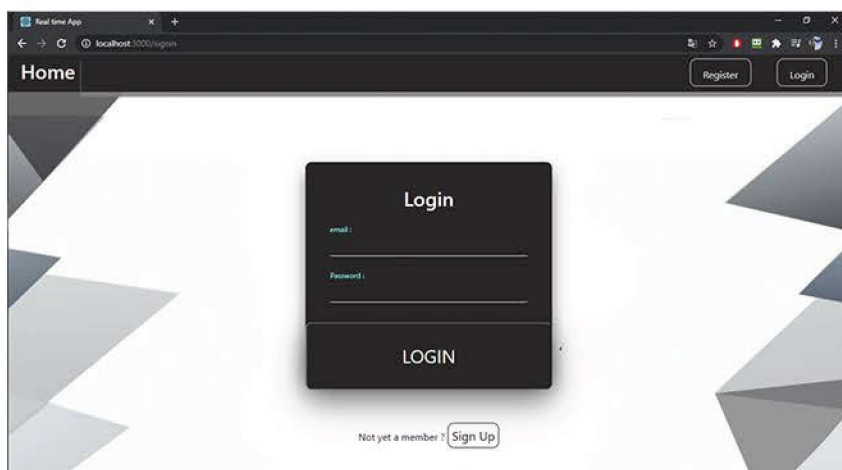 Real time App
localhost:3000/signin
Home
Register
Login
Login
email :
Password :
LOGIN
Not yet a member ? Sign Up